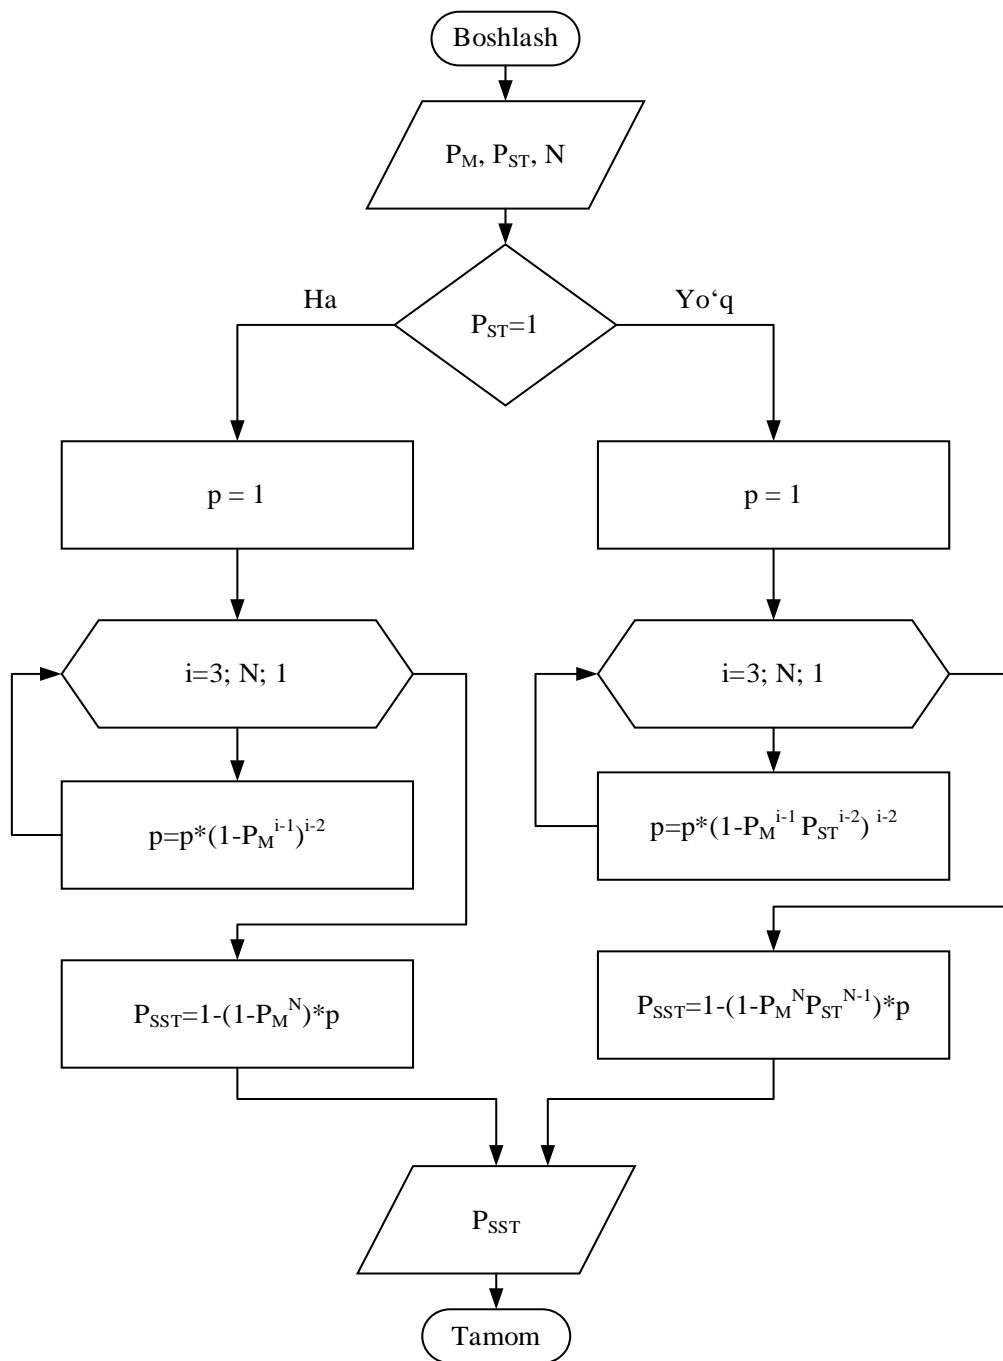 Boshlash
P_M, P_ST, N
P_ST=1
Ha
Yo‘q
p = 1
p = 1
i=3; N; 1
i=3; N; 1
p=p*(1-P_M^{i-1})^{i-2}
p=p*(1-P_M^{i-1} P_ST^{i-2}) ^{i-2}
P_SST=1-(1-P_M^N)*p
P_SST=1-(1-P_M^N P_ST^{N-1})*p
P_SST
Tamom